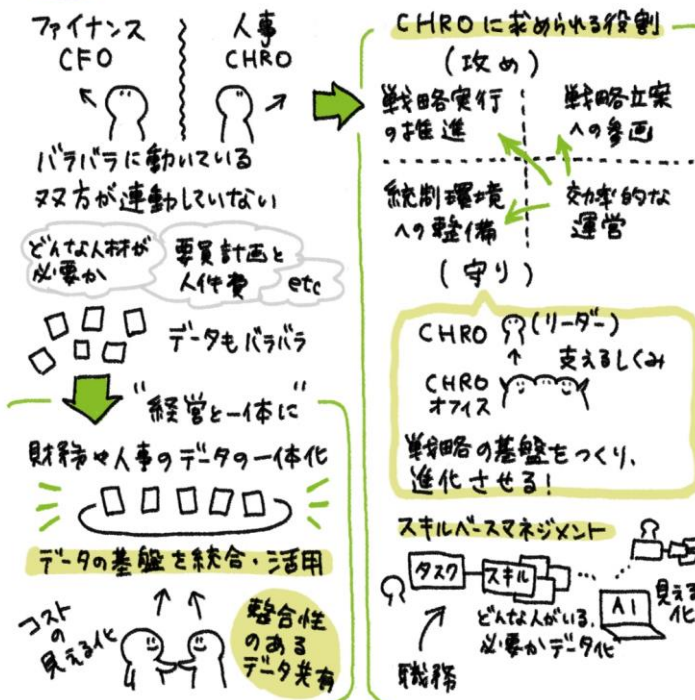 ファイナンス
CFO
人事
CHRO
バラバラに動いている
双方が連動していない
どんな人材が
必要か
要員計画と
人件費
etc
データもバラバラ
"経営と一体に"
財務や人事のデータの一体化
データの基盤を統合・活用
コスト
の
見える化
整合性
のある
データ共有
CHROに求められる役割
(攻め)
戦略実行
の推進
戦略立案
への参画
統制環境
への整備
効率的な
運営
(守り)
CHRO (リーダー)
支えるしくみ
CHRO
オフィス
戦略の基盤をつくり、
進化させる!
スキルベースマネジメント
タスク
スキル
......
AI
見える
化
どんな人がいる、
必要かデータ化
職務